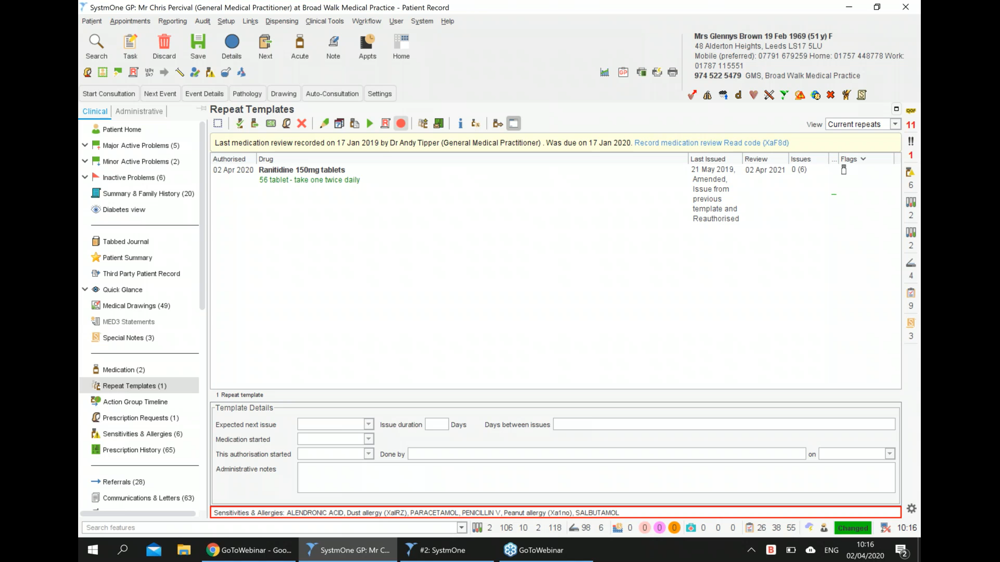 SystmOne GP: Mr Chris Percival (General Medical Practitioner) at Broad Walk Medical Practice - Patient Record
Patient Appointments Reporting Audit Setup Links Dispensing Clinical Tools Workflow User System Help
Search Task Discard Save Details Next Acute Note Appts Home
Mrs Glennys Brown 19 Feb 1969 (51 y) F
48 Alderton Heights, Leeds LS17 5LU
Mobile (preferred): 07791 679259 Home: 01757 448778 Work:
01787 115551
974 522 5479 GMS, Broad Walk Medical Practice
Start Consultation Next Event Event Details Pathology Drawing Auto-Consultation Settings
Clinical Administrative
Patient Home
Major Active Problems (5)
Minor Active Problems (2)
Inactive Problems (6)
Summary & Family History (20)
Diabetes view
Tabbed Journal
Patient Summary
Third Party Patient Record
Quick Glance
Medical Drawings (49)
MED3 Statements
Special Notes (3)
Medication (2)
Repeat Templates (1)
Action Group Timeline
Prescription Requests (1)
Sensitivities & Allergies (6)
Prescription History (65)
Referrals (28)
Communications & Letters (63)
Repeat Templates
View Current repeats
Last medication review recorded on 17 Jan 2019 by Dr Andy Tipper (General Medical Practitioner) . Was due on 17 Jan 2020. Record medication review Read code (XaF8d)
Authorised Drug Last Issued Review Issues ... Flags
02 Apr 2020 Ranitidine 150mg tablets 21 May 2019, 02 Apr 2021 0 (6)
56 tablet - take one twice daily Amended,
Issue from
previous
template and
Reauthorised
1 Repeat template
Template Details
Expected next issue Issue duration Days Days between issues
Medication started
This authorisation started Done by on
Administrative notes
Sensitivities & Allergies: ALENDRONIC ACID, Dust allergy (XaIRZ), PARACETAMOL, PENICILLIN V, Peanut allergy (Xa1no), SALBUTAMOL
QOF
11
!!
1
6
2
2
4
9
3
Search features 2 106 10 2 118 98 6 0 0 0 0 0 0 0 26 38 55 Changed 10:16
GoToWebinar - Goo... SystmOne GP: Mr C... #2: SystmOne GoToWebinar ENG 10:16
02/04/2020 2